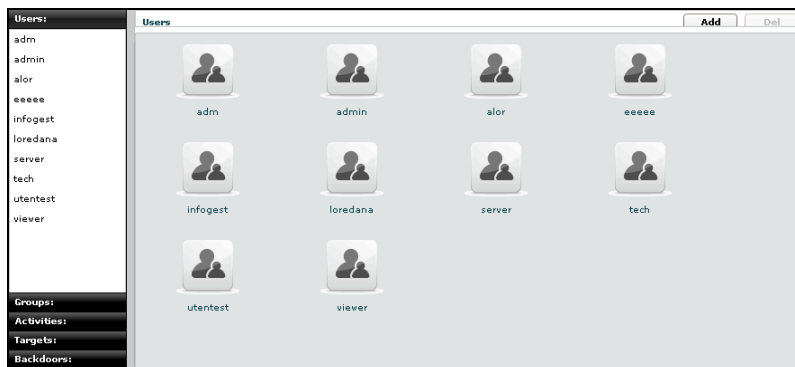 Users:
adm
admin
alor
eeeee
infogest
loredana
server
tech
utentest
viewer
Groups:
Activities:
Targets:
Backdoors:
Users
Add
Del
adm admin alor eeeee
infogest loredana server tech
utentest viewer